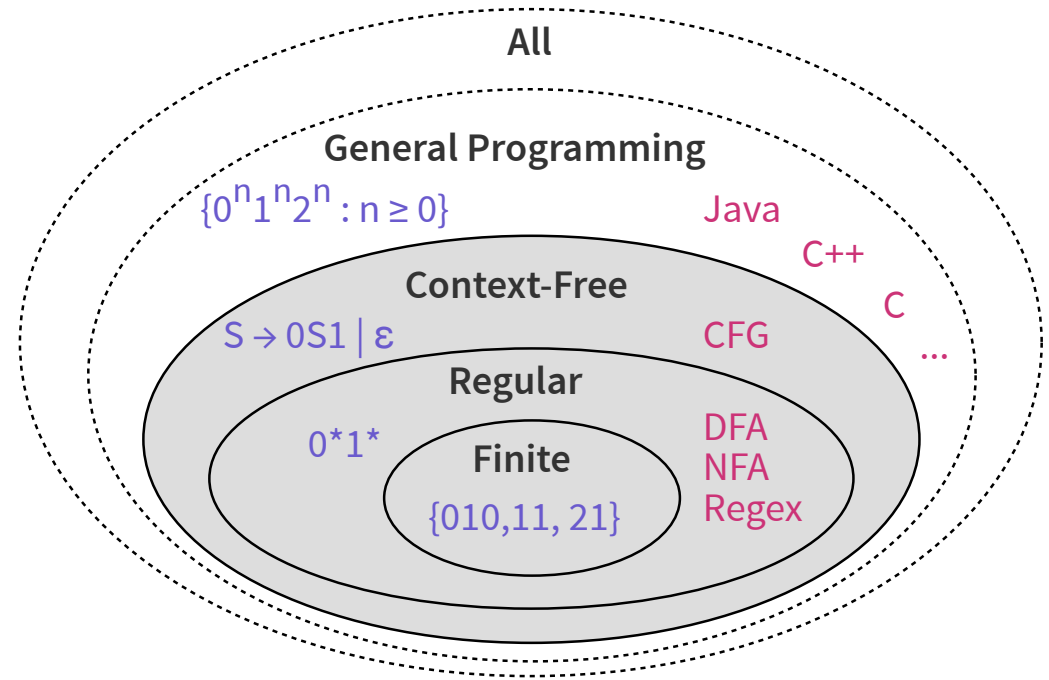 All
General Programming
{0ⁿ1ⁿ2ⁿ : n ≥ 0}
Java
C++
C
...
Context-Free
S → 0S1 | ε
CFG
Regular
0*1*
DFA
NFA
Regex
Finite
{010,11, 21}